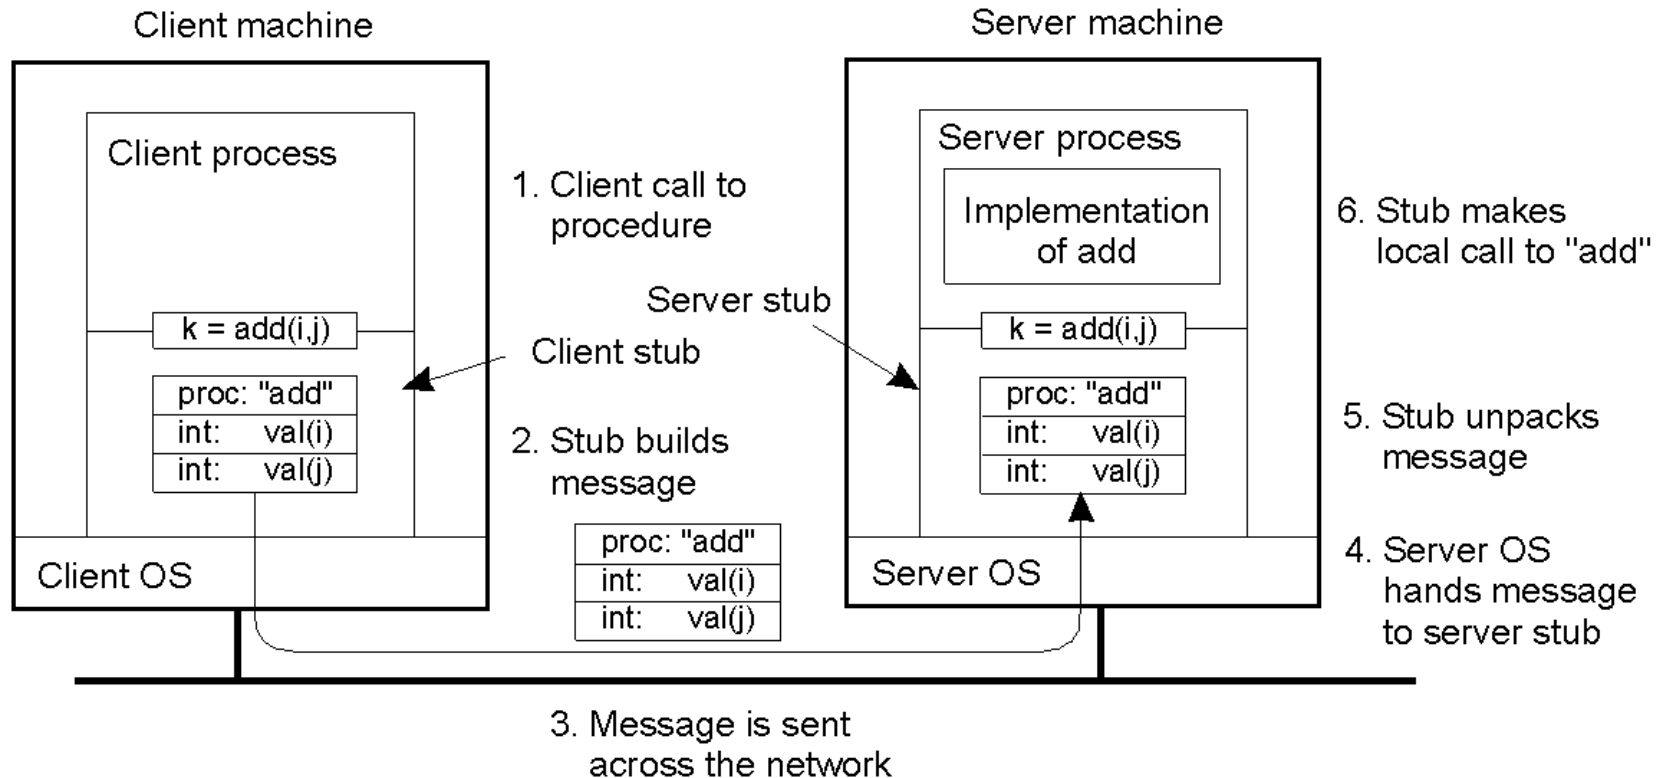 Client machine
Server machine
Client process
1. Client call to
procedure
k = add(i,j)
Client stub
proc: "add"
int: val(i)
int: val(j)
2. Stub builds
message
proc: "add"
int: val(i)
int: val(j)
Client OS
3. Message is sent
across the network
Server process
Implementation
of add
Server stub
k = add(i,j)
proc: "add"
int: val(i)
int: val(j)
Server OS
6. Stub makes
local call to "add"
5. Stub unpacks
message
4. Server OS
hands message
to server stub